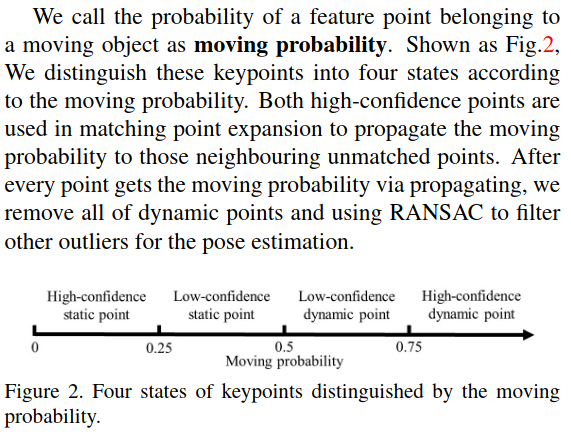 We call the probability of a feature point belonging to
a moving object as moving probability. Shown as Fig.2,
We distinguish these keypoints into four states according
to the moving probability. Both high-confidence points are
used in matching point expansion to propagate the moving
probability to those neighbouring unmatched points. After
every point gets the moving probability via propagating, we
remove all of dynamic points and using RANSAC to filter
other outliers for the pose estimation.
High-confidence Low-confidence Low-confidence High-confidence
static point static point dynamic point dynamic point
0 0.25 0.5 0.75
Moving probability
Figure 2. Four states of keypoints distinguished by the moving
probability.